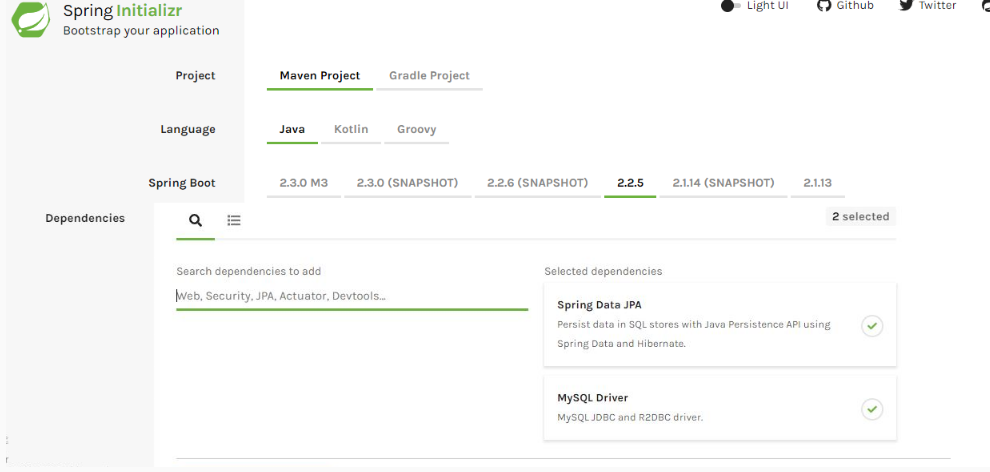 Spring Initializr
Bootstrap your application
Light UI
Github
Twitter
Project
Maven Project
Gradle Project
Language
Java
Kotlin
Groovy
Spring Boot
2.3.0 M3
2.3.0 (SNAPSHOT)
2.2.6 (SNAPSHOT)
2.2.5
2.1.14 (SNAPSHOT)
2.1.13
Dependencies
2 selected
Search dependencies to add
Web, Security, JPA, Actuator, Devtools...
Selected dependencies
Spring Data JPA
Persist data in SQL stores with Java Persistence API using
Spring Data and Hibernate.
MySQL Driver
MySQL JDBC and R2DBC driver.